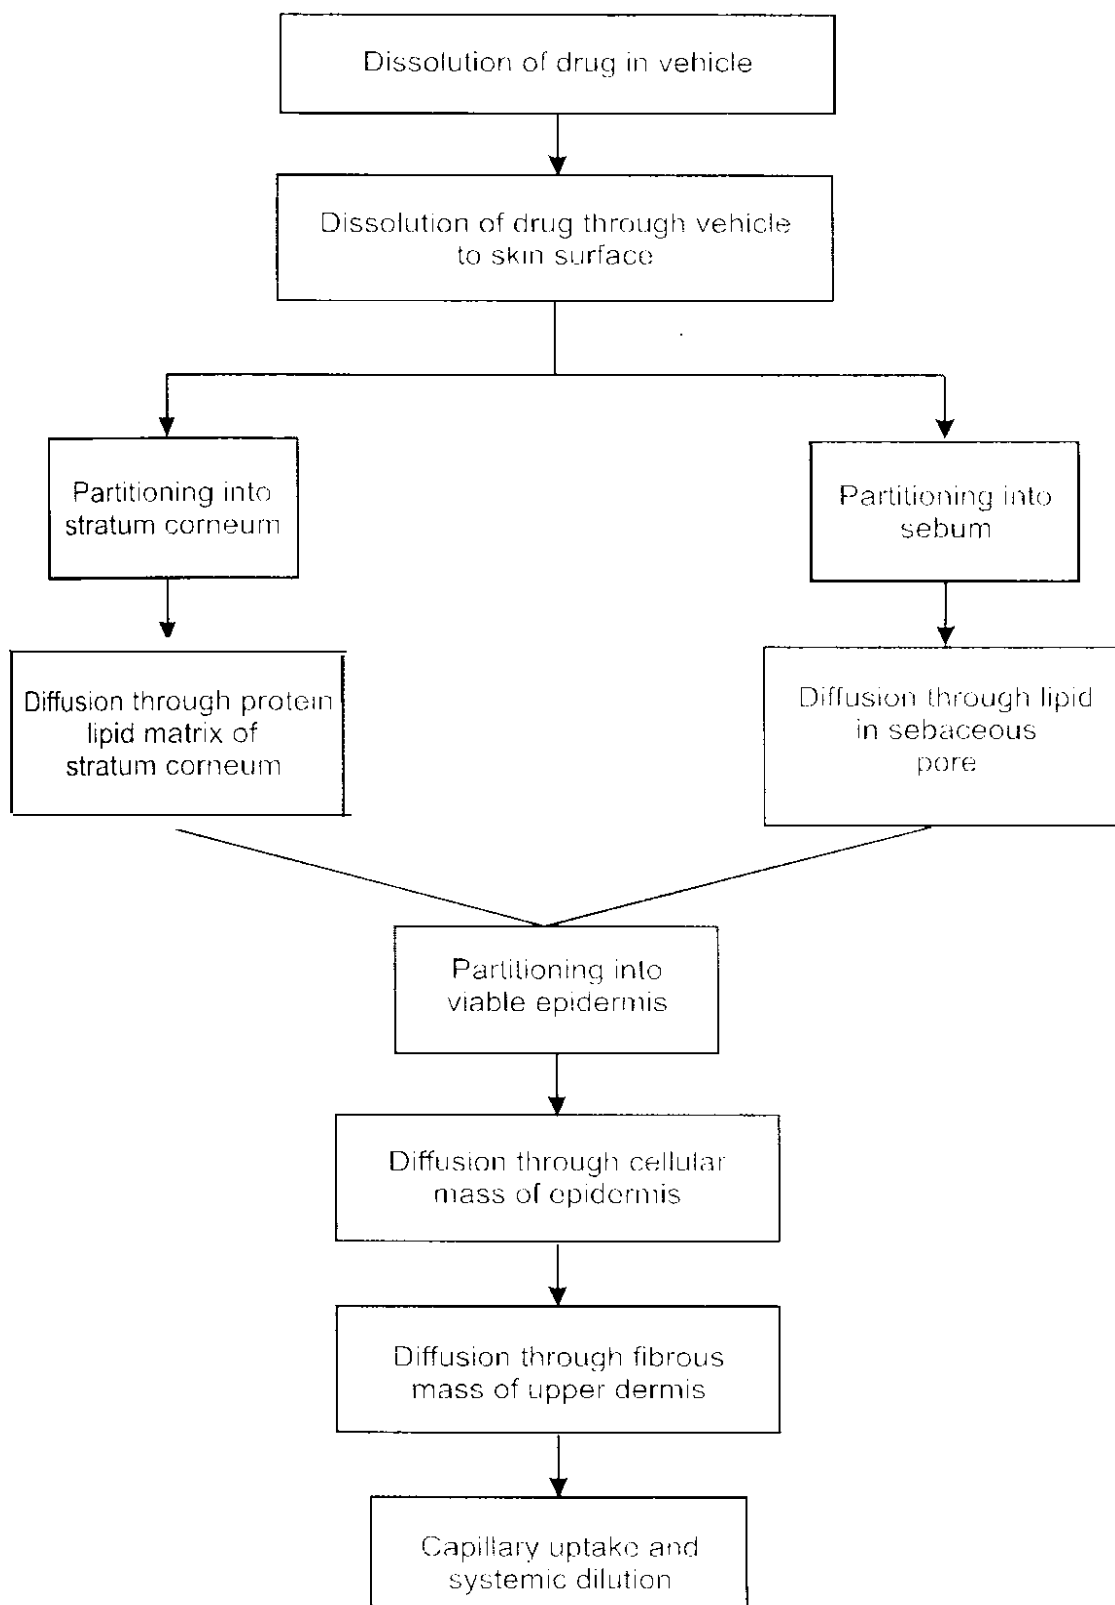 Dissolution of drug in vehicle
Dissolution of drug through vehicle
to skin surface
Partitioning into
stratum corneum
Partitioning into
sebum
Diffusion through protein
lipid matrix of
stratum corneum
Diffusion through lipid
in sebaceous
pore
Partitioning into
viable epidermis
Diffusion through cellular
mass of epidermis
Diffusion through fibrous
mass of upper dermis
Capillary uptake and
systemic dilution